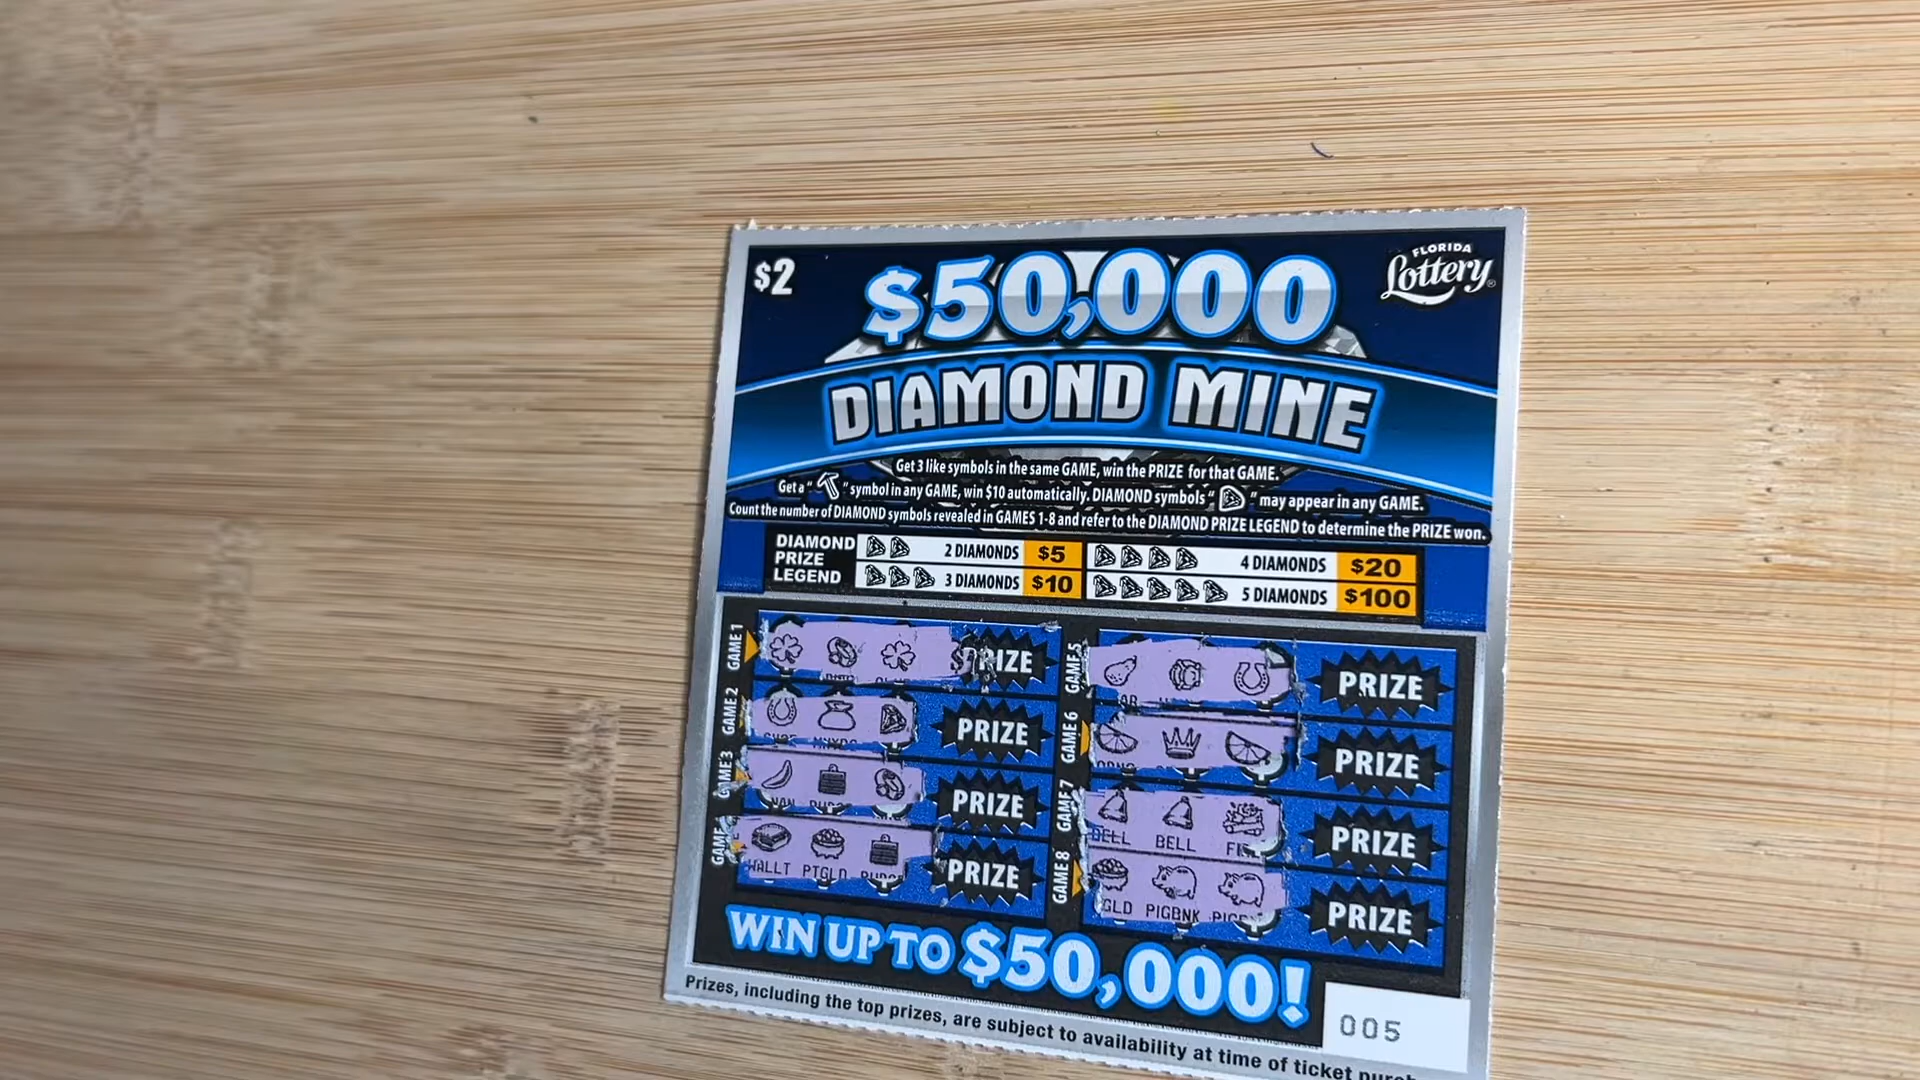 $2
$50,000
FLORIDA
Lottery
DIAMOND MINE
Get 3 like symbols in the same GAME, win the PRIZE for that GAME.
Get a " " symbol in any GAME, win $10 automatically. DIAMOND symbols " " may appear in any GAME.
Count the number of DIAMOND symbols revealed in GAMES 1-8 and refer to the DIAMOND PRIZE LEGEND to determine the PRIZE won.
DIAMOND
PRIZE
LEGEND
2 DIAMONDS $5
3 DIAMONDS $10
4 DIAMONDS $20
5 DIAMONDS $100
GAME 1
PRIZE
GAME 2
PRIZE
GAME 3
PRIZE
GAME
WALLT PTGLD
PRIZE
GAME 5
PRIZE
GAME 6
PRIZE
GAME 7
BELL BELL
PRIZE
GAME 8
GLD PIGBNK
PRIZE
WIN UP TO $50,000!
005
Prizes, including the top prizes, are subject to availability at time of ticket